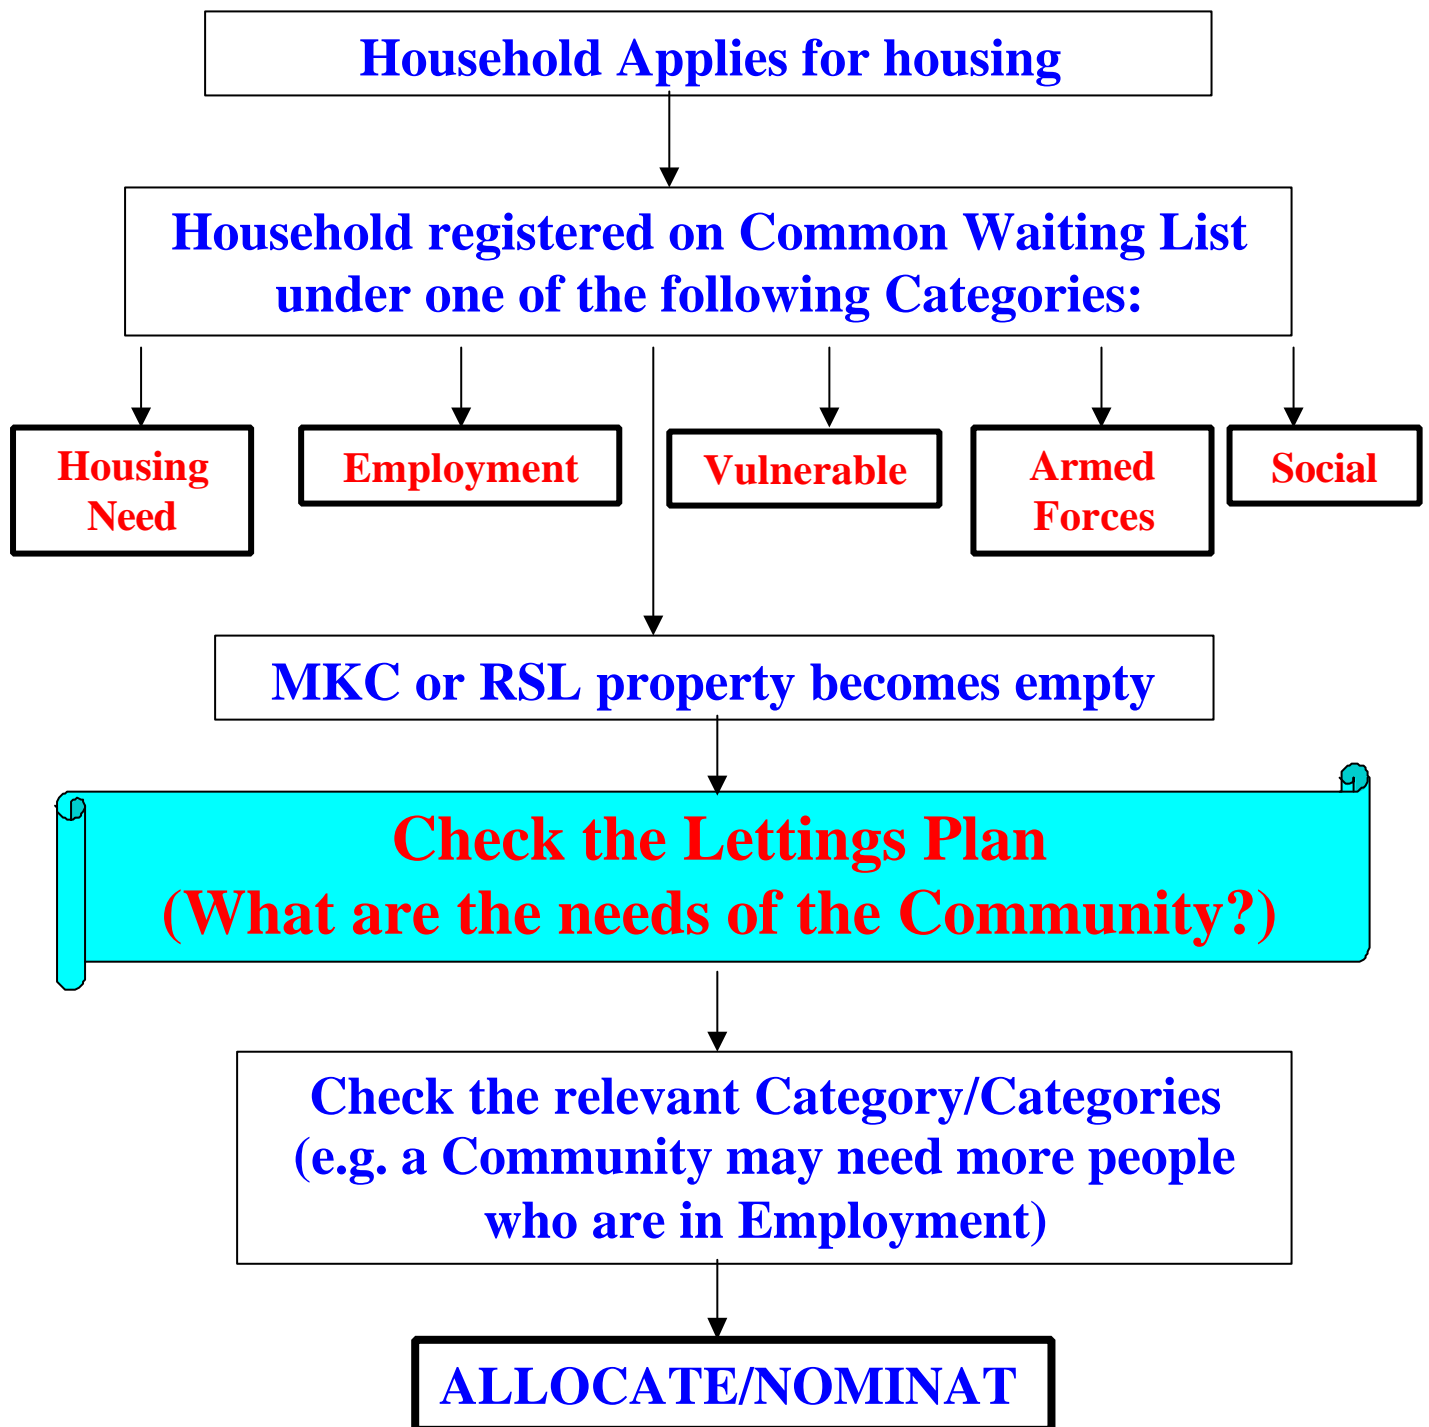 Household Applies for housing
Household registered on Common Waiting List
under one of the following Categories:
Housing
Need
Employment
Vulnerable
Armed
Forces
Social
MKC or RSL property becomes empty
Check the Lettings Plan
(What are the needs of the Community?)
Check the relevant Category/Categories
(e.g. a Community may need more people
who are in Employment)
ALLOCATE/NOMINAT